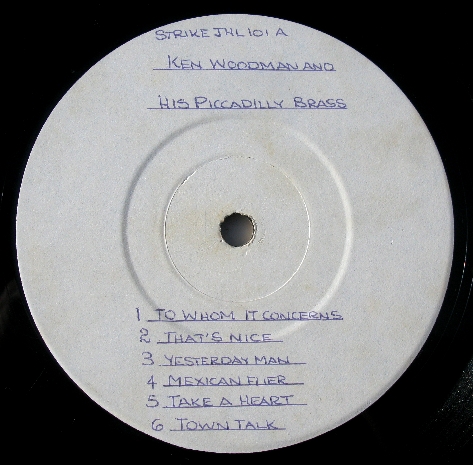 STRIKE JHL 101 A
KEN WOODMAN AND
HIS PICCADILLY BRASS
1 TO WHOM IT CONCERNS
2 THAT'S NICE
3 YESTERDAY MAN
4 MEXICAN FLIER
5 TAKE A HEART
6 TOWN TALK